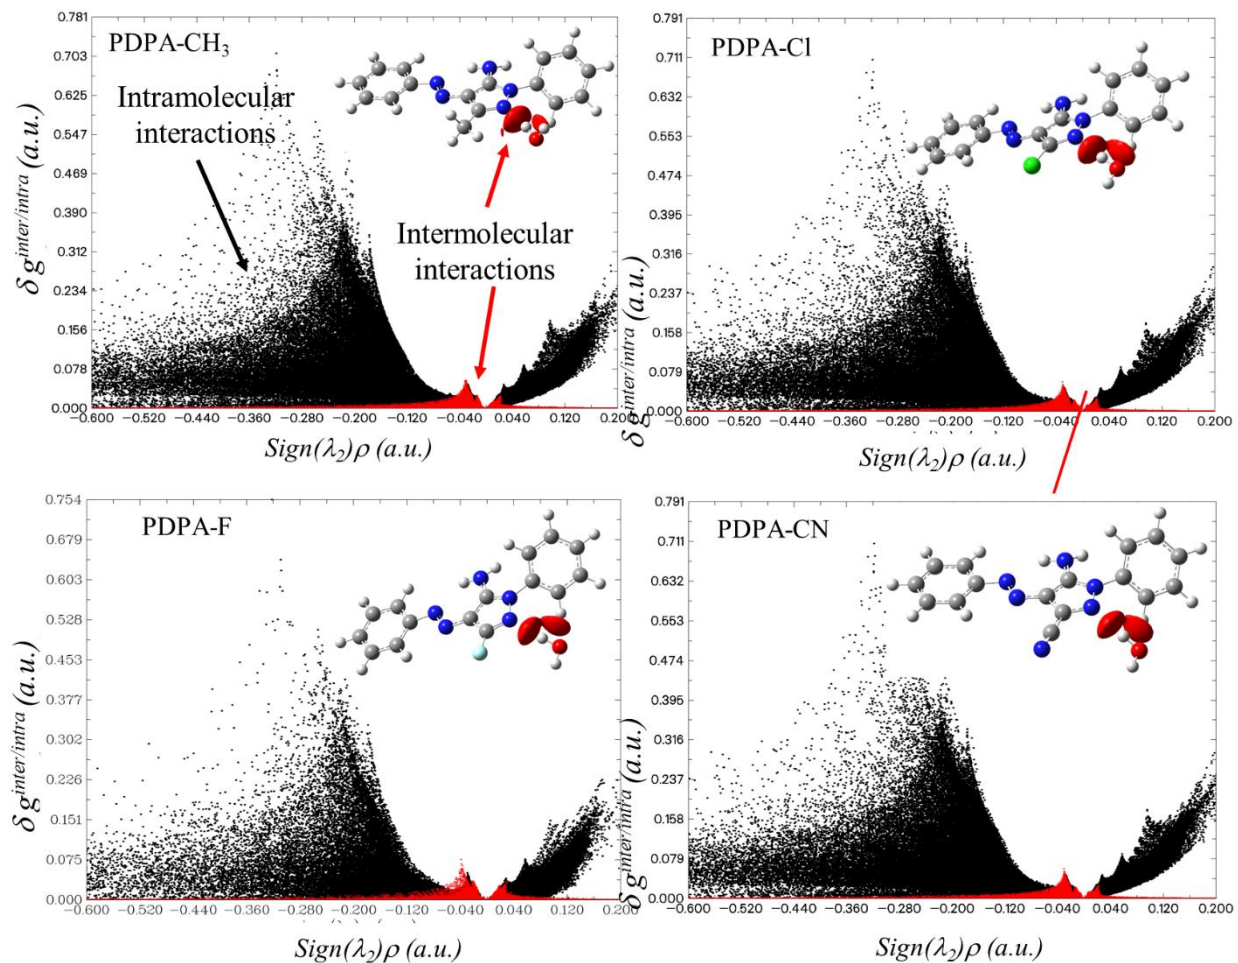 PDPA-CH₃
Intramolecular
interactions
Intermolecular
interactions
δ g^inter/intra (a.u.)
0.781
0.703
0.625
0.547
0.469
0.390
0.312
0.234
0.156
0.078
0.000
−0.600 −0.520 −0.440 −0.360 −0.280 −0.200 −0.120 −0.040 0.040 0.120 0.200
Sign(λ₂)ρ (a.u.)
PDPA-Cl
δ g^inter/intra (a.u.)
0.791
0.711
0.632
0.553
0.474
0.395
0.316
0.237
0.158
0.079
0.000
−0.600 −0.520 −0.440 −0.360 −0.280 −0.200 −0.120 −0.040 0.040 0.120 0.200
Sign(λ₂)ρ (a.u.)
PDPA-F
δ g^inter/intra (a.u.)
0.754
0.679
0.603
0.528
0.453
0.377
0.302
0.226
0.151
0.075
0.000
−0.600 −0.520 −0.440 −0.360 −0.280 −0.200 −0.120 −0.040 0.040 0.120 0.200
Sign(λ₂)ρ (a.u.)
PDPA-CN
δ g^inter/intra (a.u.)
0.791
0.711
0.632
0.553
0.474
0.395
0.316
0.237
0.158
0.079
0.000
−0.600 −0.520 −0.440 −0.360 −0.280 −0.200 −0.120 −0.040 0.040 0.120 0.200
Sign(λ₂)ρ (a.u.)